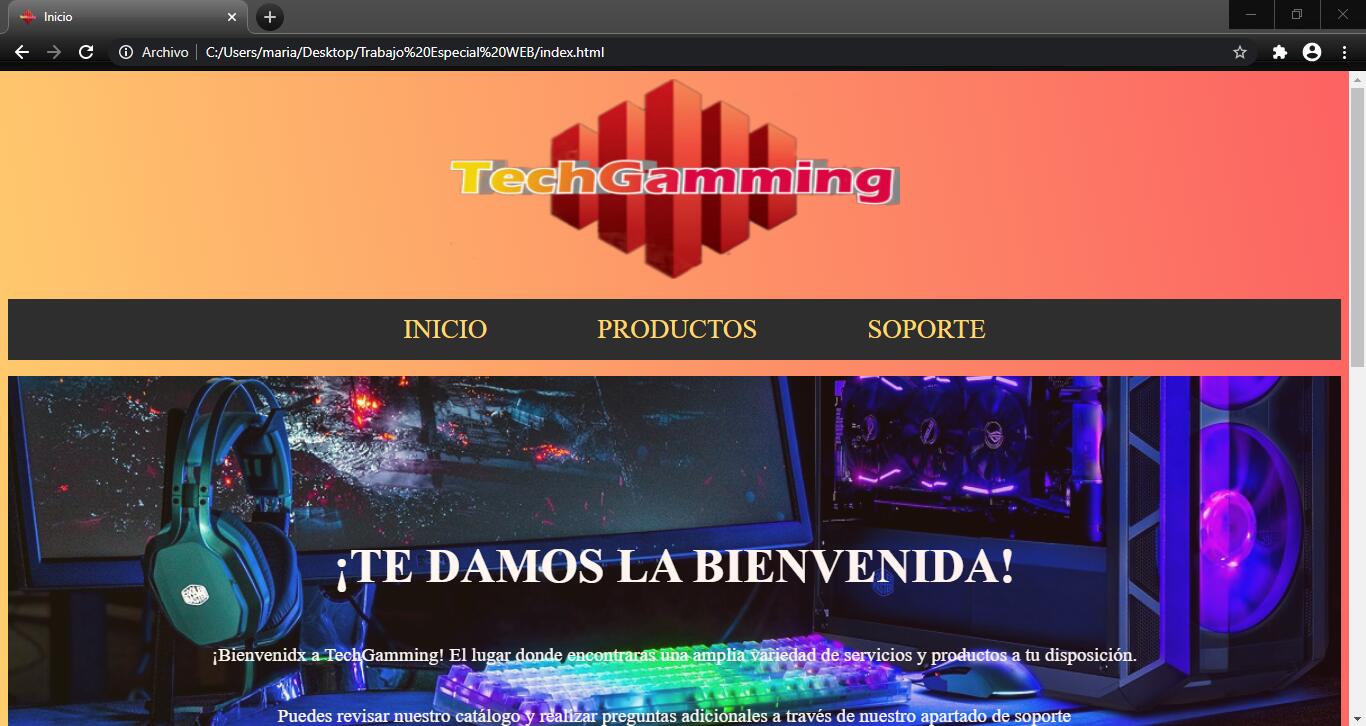 Inicio
Archivo
C:/Users/maria/Desktop/Trabajo%20Especial%20WEB/index.html
TechGamming
INICIO
PRODUCTOS
SOPORTE
¡TE DAMOS LA BIENVENIDA!
¡Bienvenidx a TechGamming! El lugar donde encontraras una amplia variedad de servicios y productos a tu disposición.
Puedes revisar nuestro catálogo y realizar preguntas adicionales a través de nuestro apartado de soporte